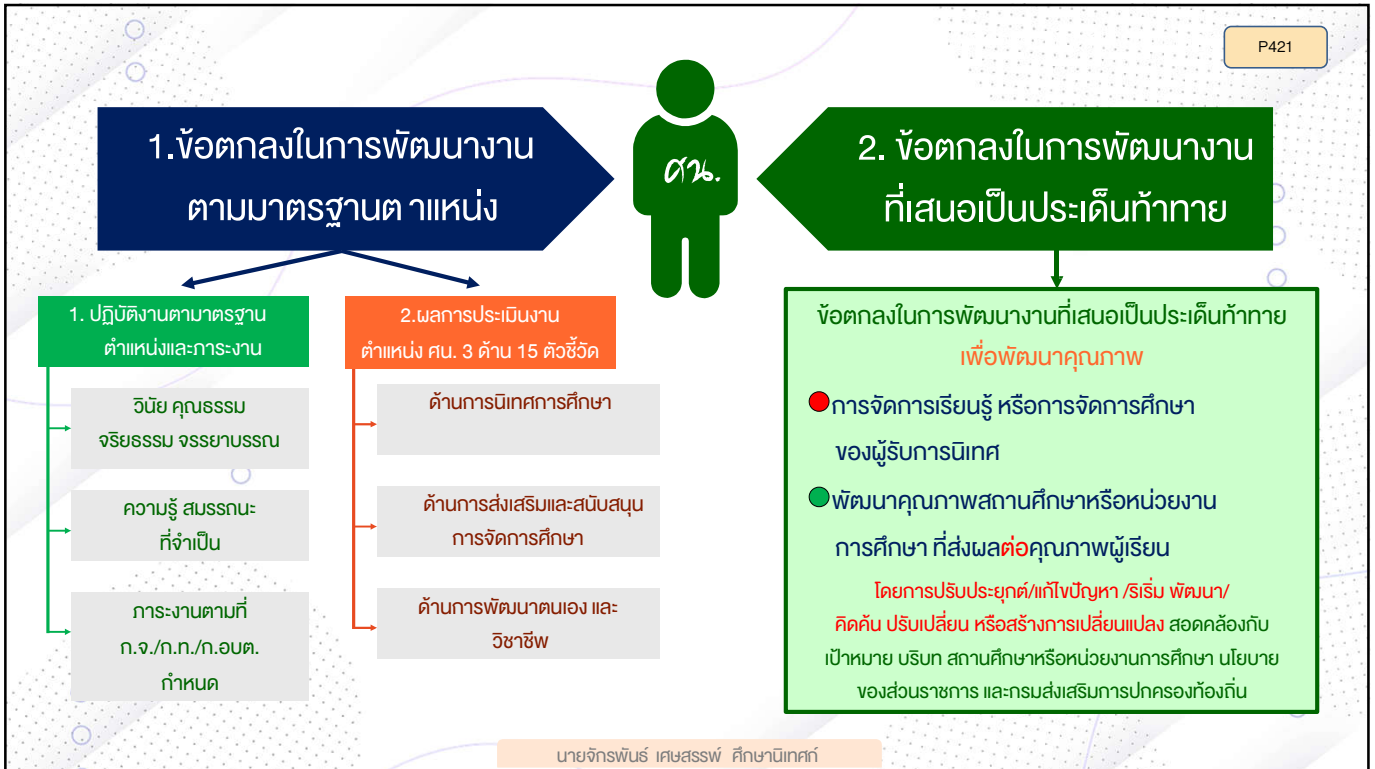 P421
1.ข้อตกลงในการพัฒนางาน
ตามมาตรฐานต าแหน่ง
ศน.
2. ข้อตกลงในการพัฒนางาน
ที่เสนอเป็นประเด็นท้าทาย
1. ปฏิบัติงานตามาตรฐาน
ตำแหน่งและภาระงาน
วินัย คุณธรรม
จริยธรรม จรรยาบรรณ
ความรู้ สมรรถนะ
ที่จำเป็น
ภาระงานตามที่
ก.จ./ก.ท./ก.อบต.
กำหนด
2.ผลการประเมินงาน
ตำแหน่ง ศน. 3 ด้าน 15 ตัวชี้วัด
ด้านการนิเทศการศึกษา
ด้านการส่งเสริมและสนับสนุน
การจัดการศึกษา
ด้านการพัฒนาตนเอง และ
วิชาชีพ
ข้อตกลงในการพัฒนางานที่เสนอเป็นประเด็นท้าทาย
เพื่อพัฒนาคุณภาพ
การจัดการเรียนรู้ หรือการจัดการศึกษา
ของผู้รับการนิเทศ
พัฒนาคุณภาพสถานศึกษาหรือหน่วยงาน
การศึกษา ที่ส่งผลต่อคุณภาพผู้เรียน
โดยการปรับประยุกต์/แก้ไขปัญหา /ริเริ่ม พัฒนา/
คิดค้น ปรับเปลี่ยน หรือสร้างการเปลี่ยนแปลง สอดคล้องกับ
เป้าหมาย บริบท สถานศึกษาหรือหน่วยงานการศึกษา นโยบาย
ของส่วนราชการ และกรมส่งเสริมการปกครองท้องถิ่น
นายจักรพันธ์ เศษสรรพ์ ศึกษานิเทศก์